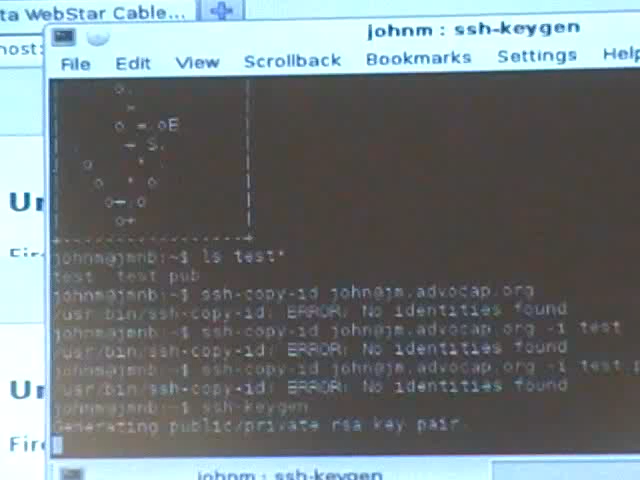 ta WebStar Cable...
johnm : ssh-keygen
File Edit View Scrollback Bookmarks Settings Help
johnm@jmnb:~$ ls test*
test test.pub
johnm@jmnb:~$ ssh-copy-id john@jm.advocap.org
/usr/bin/ssh-copy-id: ERROR: No identities found
johnm@jmnb:~$ ssh-copy-id john@jm.advocap.org -i test
/usr/bin/ssh-copy-id: ERROR: No identities found
johnm@jmnb:~$ ssh-copy-id john@jm.advocap.org -i test.p
/usr/bin/ssh-copy-id: ERROR: No identities found
johnm@jmnb:~$ ssh-keygen
Generating public/private rsa key pair.
johnm : ssh-keygen